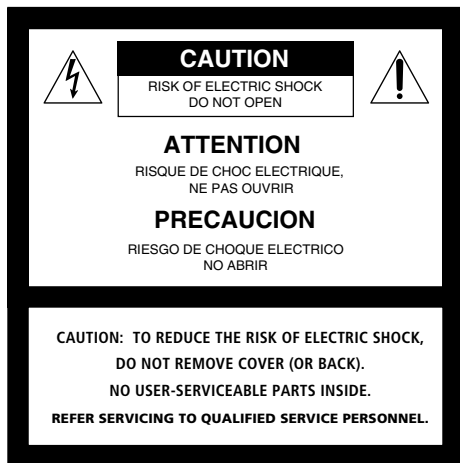 CAUTION
RISK OF ELECTRIC SHOCK
DO NOT OPEN
ATTENTION
RISQUE DE CHOC ELECTRIQUE,
NE PAS OUVRIR
PRECAUCION
RIESGO DE CHOQUE ELECTRICO
NO ABRIR
CAUTION: TO REDUCE THE RISK OF ELECTRIC SHOCK,
DO NOT REMOVE COVER (OR BACK).
NO USER-SERVICEABLE PARTS INSIDE.
REFER SERVICING TO QUALIFIED SERVICE PERSONNEL.